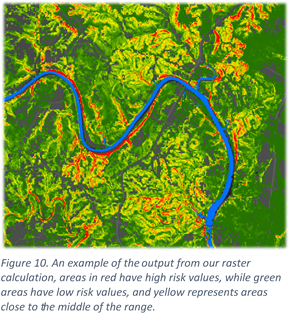 Figure 10. An example of the output from our raster
calculation, areas in red have high risk values, while green
areas have low risk values, and yellow represents areas
close to the middle of the range.